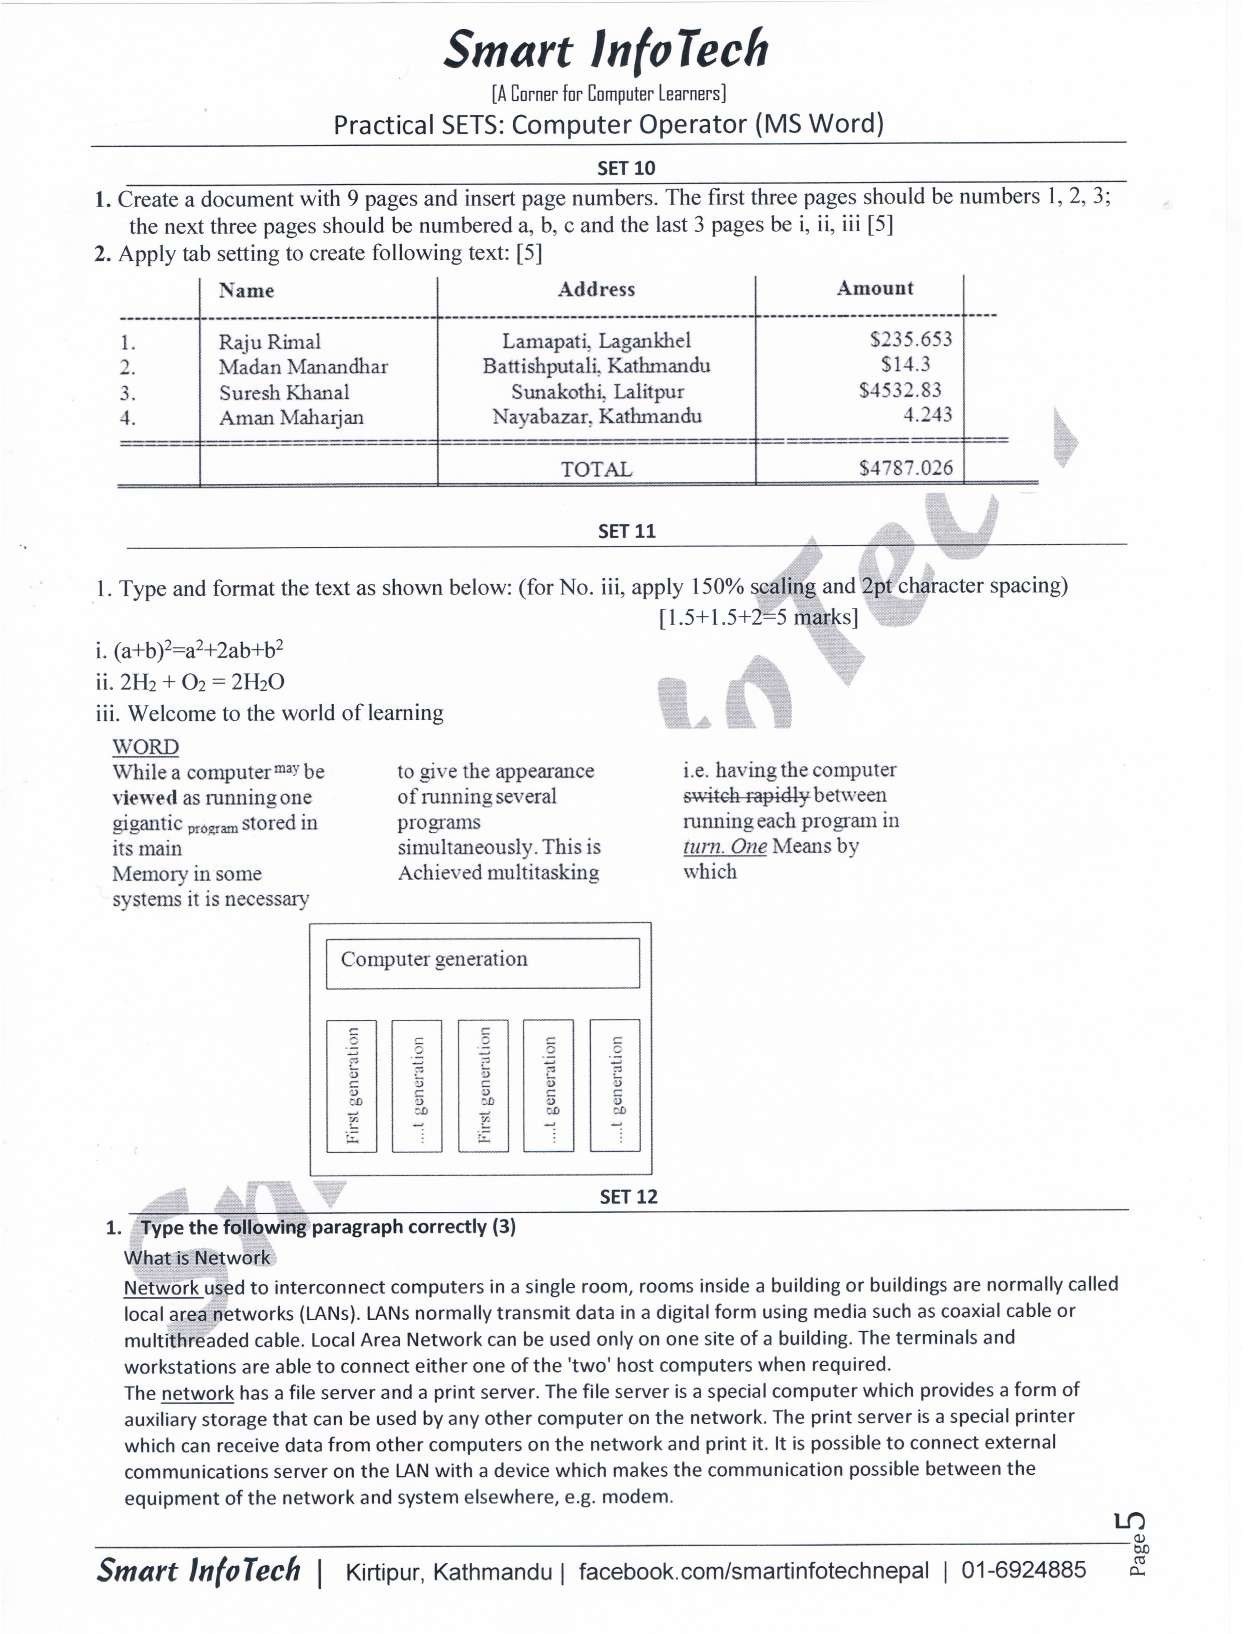 Smart InfoTech
[A Corner for Computer Learners]
Practical SETS: Computer Operator (MS Word)
SET 10
1. Create a document with 9 pages and insert page numbers. The first three pages should be numbers 1, 2, 3;
the next three pages should be numbered a, b, c and the last 3 pages be i, ii, iii [5]
2. Apply tab setting to create following text: [5]
Name Address Amount
1. Raju Rimal Lamapati, Lagankhel $235.653
2. Madan Manandhar Battishputali, Kathmandu $14.3
3. Suresh Khanal Sunakothi, Lalitpur $4532.83
4. Aman Maharjan Nayabazar, Kathmandu 4.243
TOTAL $4787.026
SET 11
1. Type and format the text as shown below: (for No. iii, apply 150% scaling and 2pt character spacing)
[1.5+1.5+2=5 marks]
i. (a+b)²=a²+2ab+b²
ii. 2H₂ + O₂ = 2H₂O
iii. Welcome to the world of learning
WORD
While a computer may be
viewed as running one
gigantic program stored in
its main
Memory in some
systems it is necessary
to give the appearance
of running several
programs
simultaneously. This is
Achieved multitasking
i.e. having the computer
switch rapidly between
running each program in
turn. One Means by
which
Computer generation
First generation
....t generation
First generation
....t generation
....t generation
SET 12
1. Type the following paragraph correctly (3)
What is Network
Network used to interconnect computers in a single room, rooms inside a building or buildings are normally called
local area networks (LANs). LANs normally transmit data in a digital form using media such as coaxial cable or
multithreaded cable. Local Area Network can be used only on one site of a building. The terminals and
workstations are able to connect either one of the 'two' host computers when required.
The network has a file server and a print server. The file server is a special computer which provides a form of
auxiliary storage that can be used by any other computer on the network. The print server is a special printer
which can receive data from other computers on the network and print it. It is possible to connect external
communications server on the LAN with a device which makes the communication possible between the
equipment of the network and system elsewhere, e.g. modem.
Page 5
Smart InfoTech | Kirtipur, Kathmandu | facebook.com/smartinfotechnepal | 01-6924885